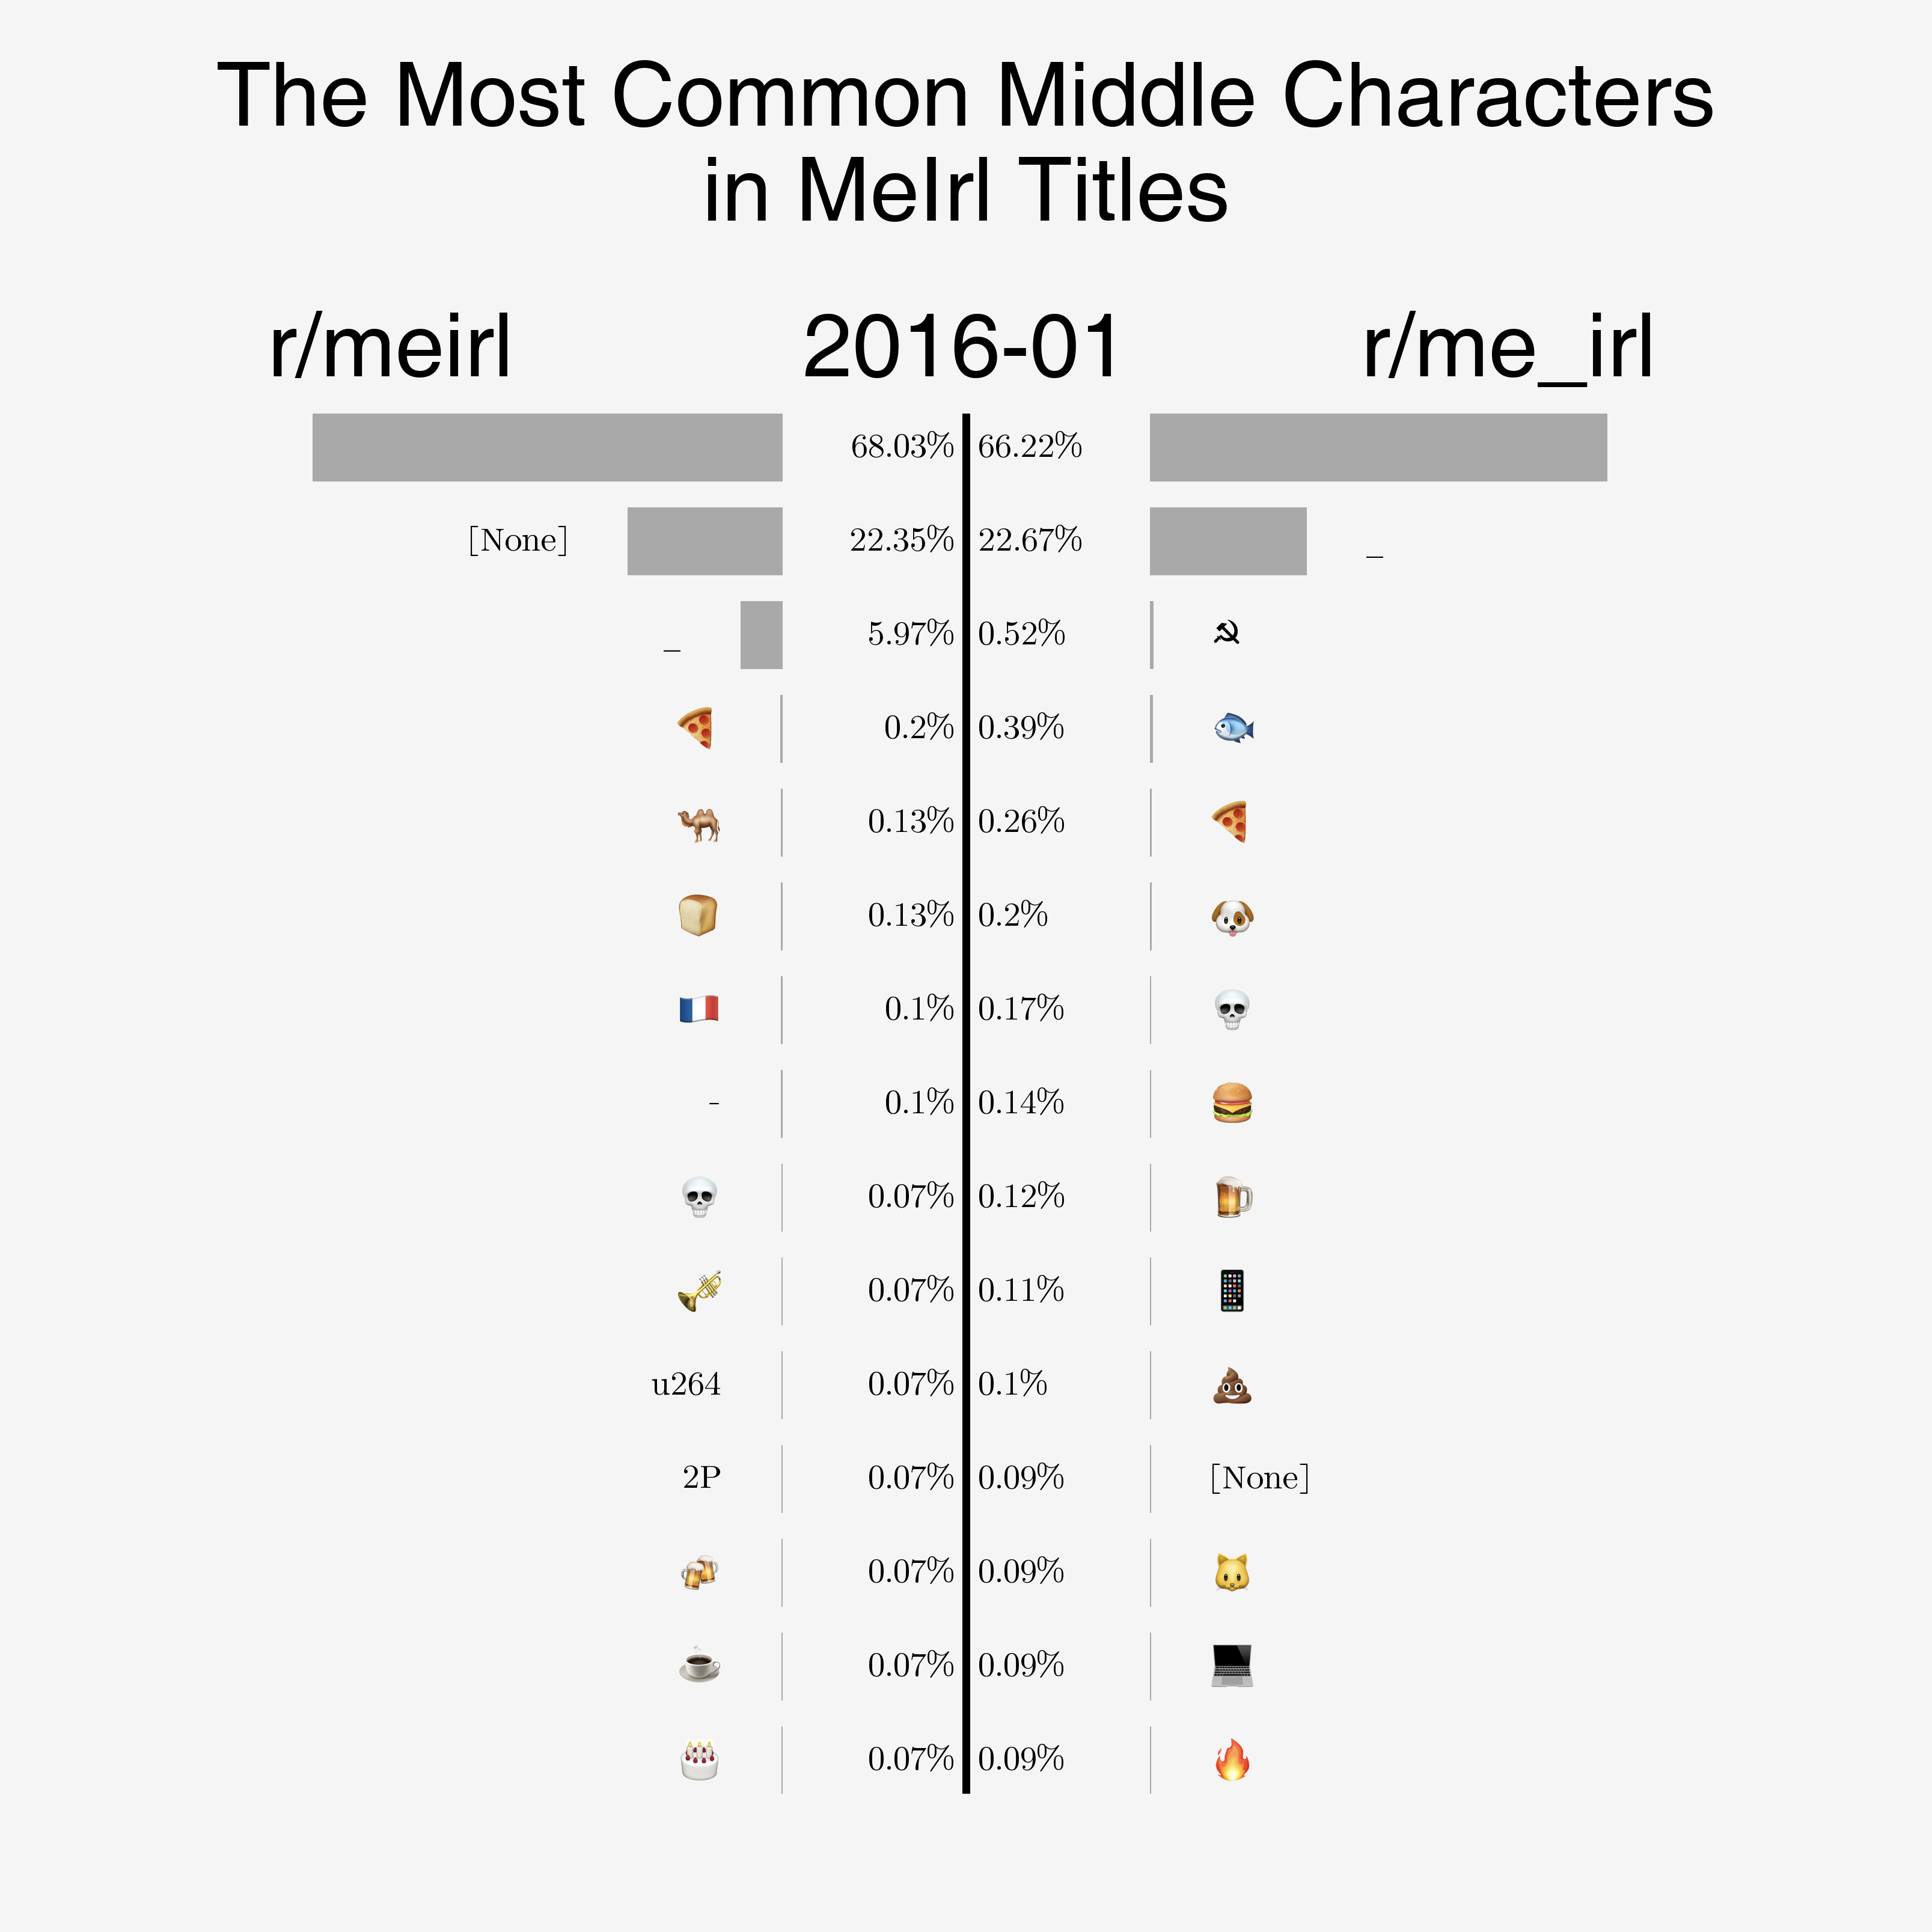 The Most Common Middle Characters
in MeIrl Titles
r/meirl 2016-01 r/me_irl
68.03% 66.22%
[None] 22.35% 22.67% _
_ 5.97% 0.52% ☭
🍕 0.2% 0.39% 🐟
🐫 0.13% 0.26% 🍕
🍞 0.13% 0.2% 🐶
🇫🇷 0.1% 0.17% 💀
- 0.1% 0.14% 🍔
💀 0.07% 0.12% 🍺
🎺 0.07% 0.11% 📱
u264 0.07% 0.1% 💩
2P 0.07% 0.09% [None]
🍻 0.07% 0.09% 🐱
☕ 0.07% 0.09% 💻
🎂 0.07% 0.09% 🔥